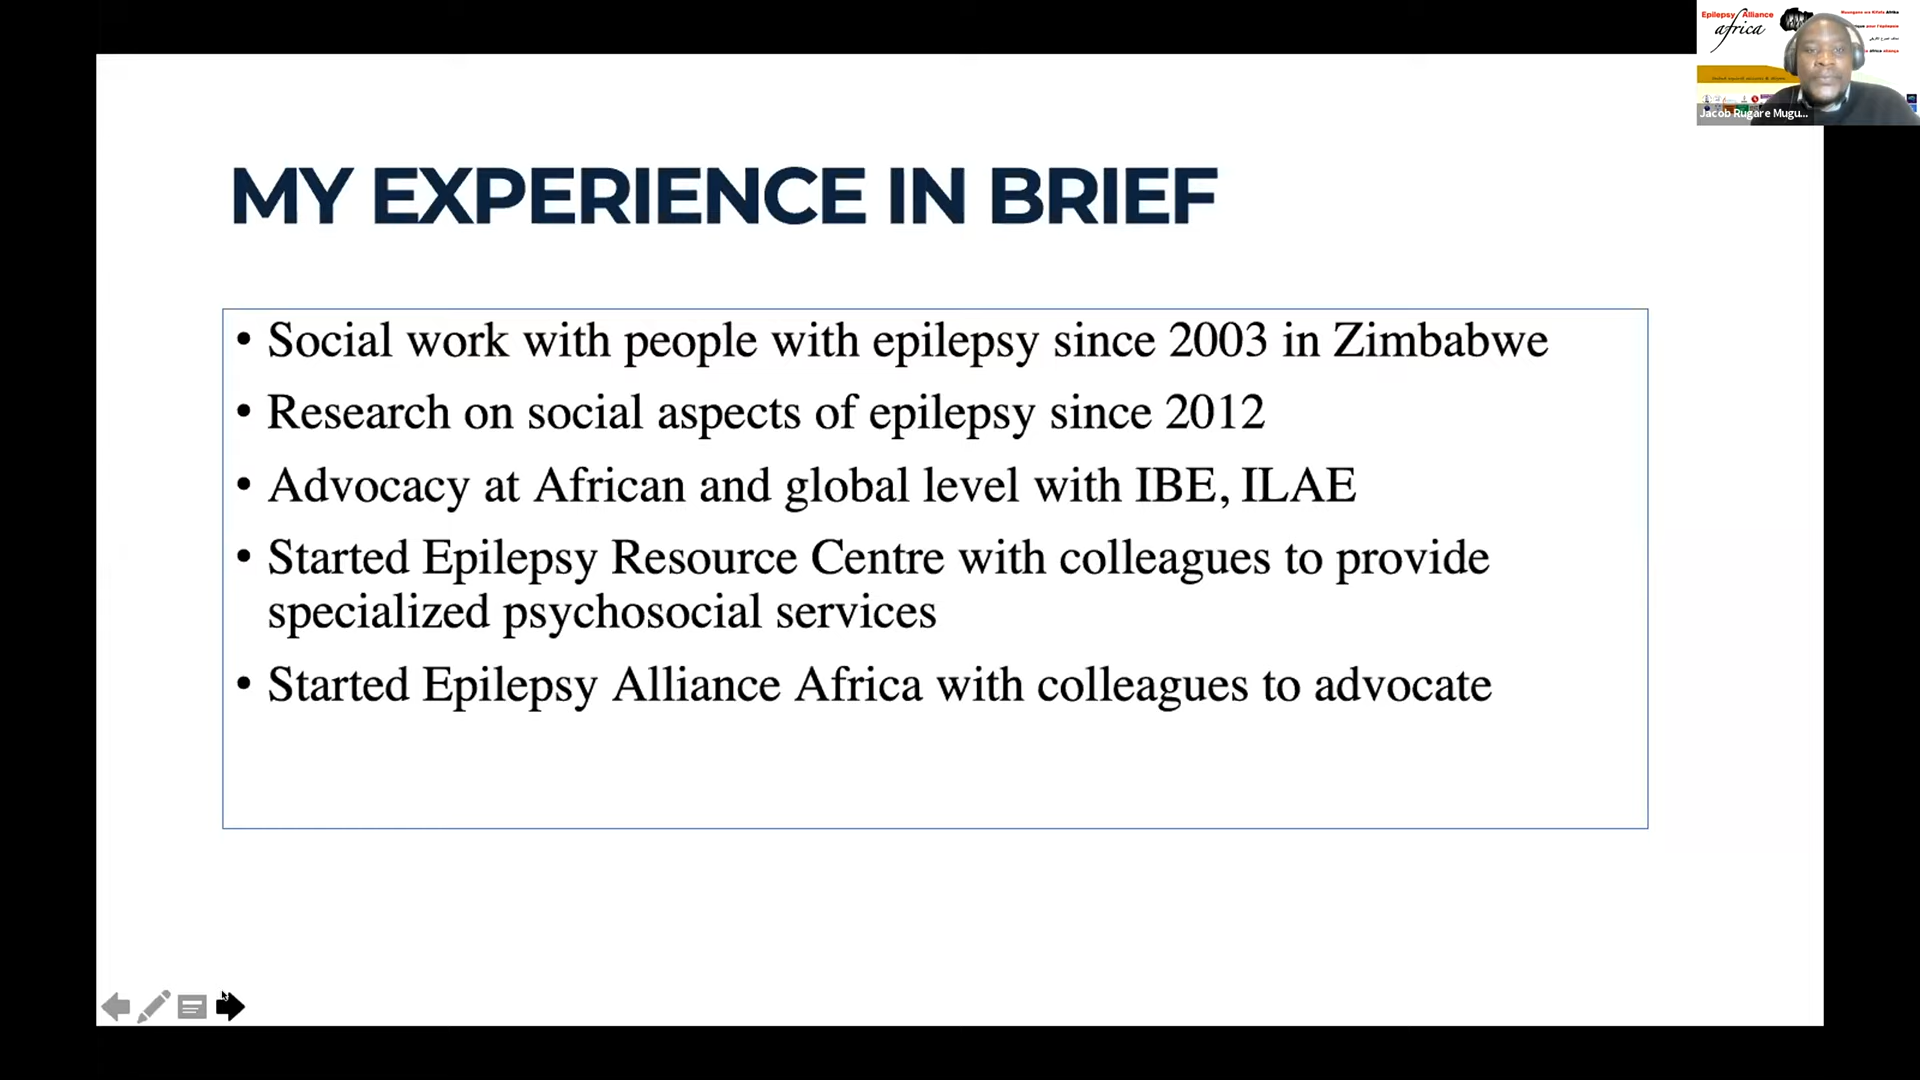 MY EXPERIENCE IN BRIEF
• Social work with people with epilepsy since 2003 in Zimbabwe
• Research on social aspects of epilepsy since 2012
• Advocacy at African and global level with IBE, ILAE
• Started Epilepsy Resource Centre with colleagues to provide
specialized psychosocial services
• Started Epilepsy Alliance Africa with colleagues to advocate
Epilepsy Alliance
africa
Jacob Rugare Mugu...